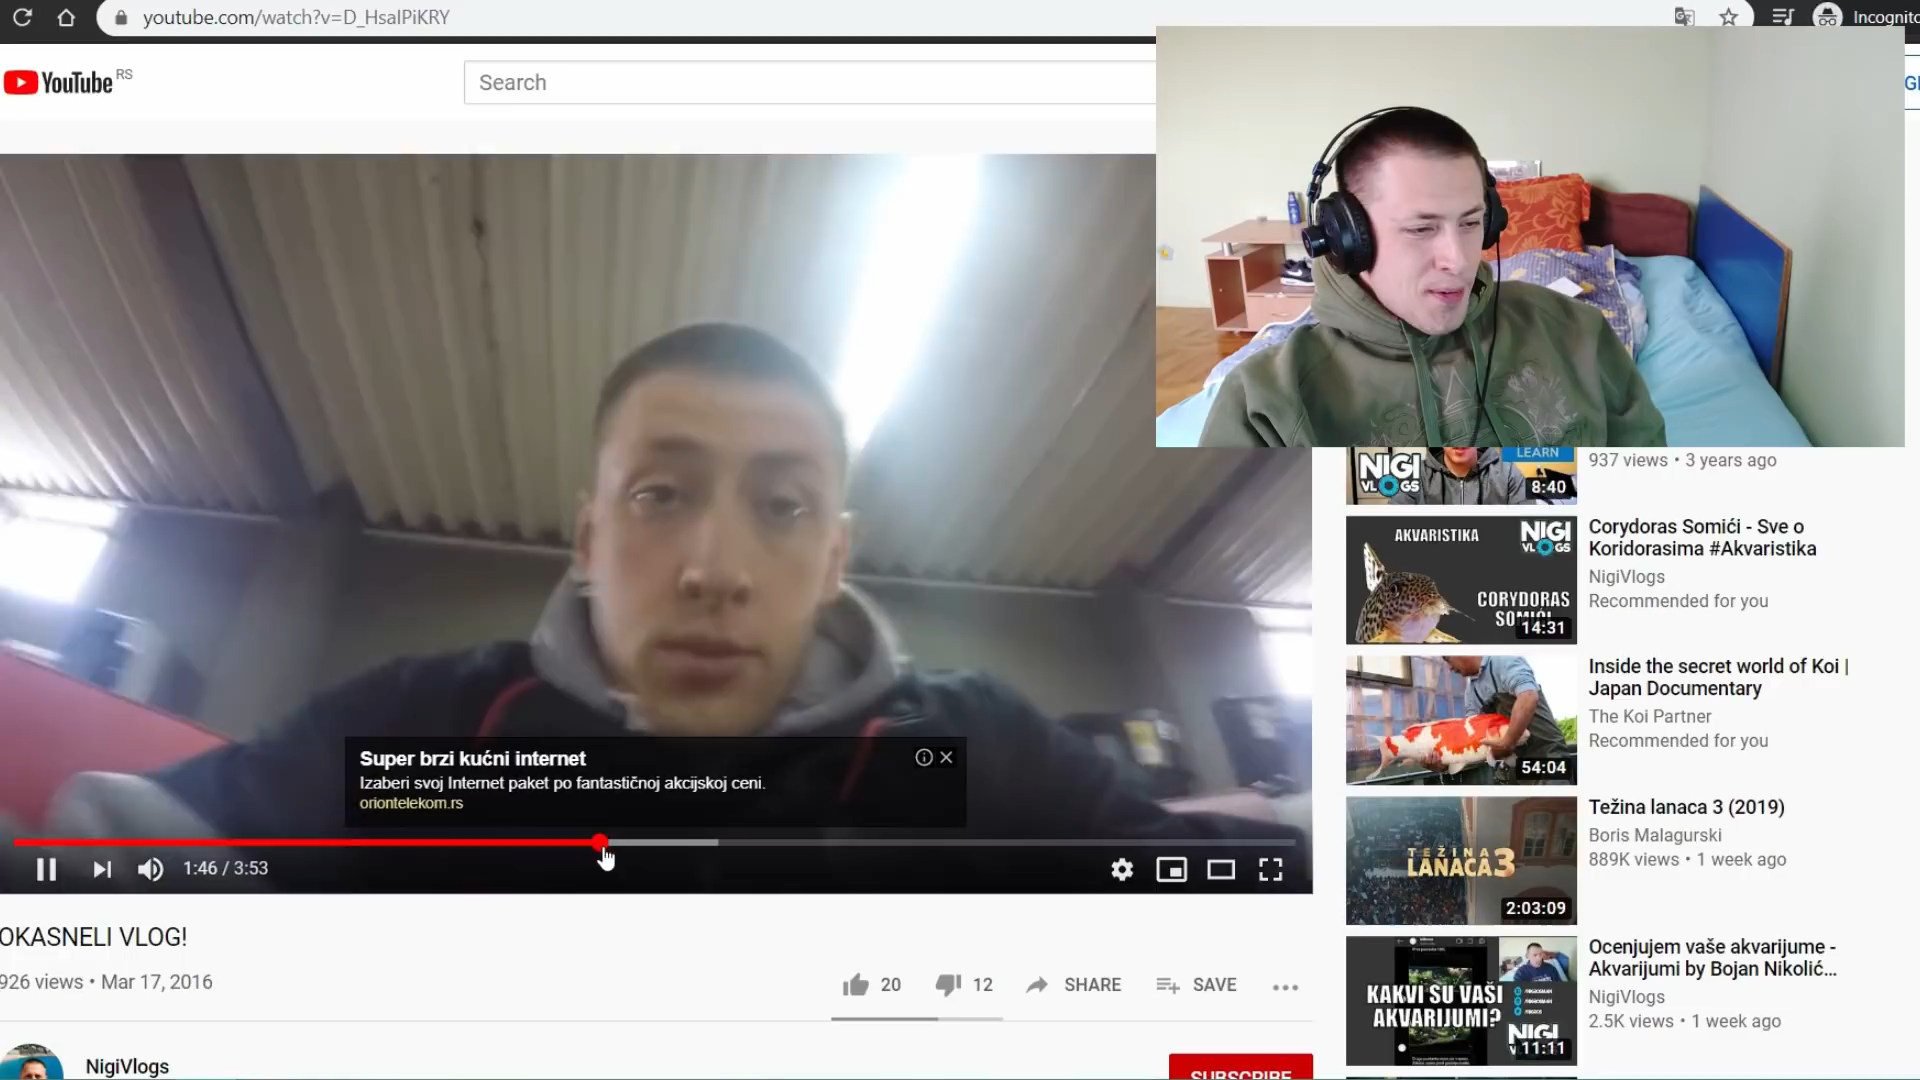 youtube.com/watch?v=D_HsaIPiKRY
Incognito
YouTube RS
Search
Super brzi kućni internet
Izaberi svoj Internet paket po fantastičnoj akcijskoj ceni.
oriontelekom.rs
1:46 / 3:53
OKASNELI VLOG!
926 views • Mar 17, 2016
20
12
SHARE
SAVE
NigiVlogs
SUBSCRIBE
NIGI
VLOGS
LEARN
8:40
937 views • 3 years ago
AKVARISTIKA
NIGI
VLOGS
CORYDORAS
SOMIĆI
14:31
Corydoras Somići - Sve o
Koridorasima #Akvaristika
NigiVlogs
Recommended for you
54:04
Inside the secret world of Koi |
Japan Documentary
The Koi Partner
Recommended for you
TEŽINA
LANACA 3
2:03:09
Težina lanaca 3 (2019)
Boris Malagurski
889K views • 1 week ago
KAKVI SU VAŠI
AKVARIJUMI?
NIGI
11:11
Ocenjujem vaše akvarijume -
Akvarijumi by Bojan Nikolić...
NigiVlogs
2.5K views • 1 week ago